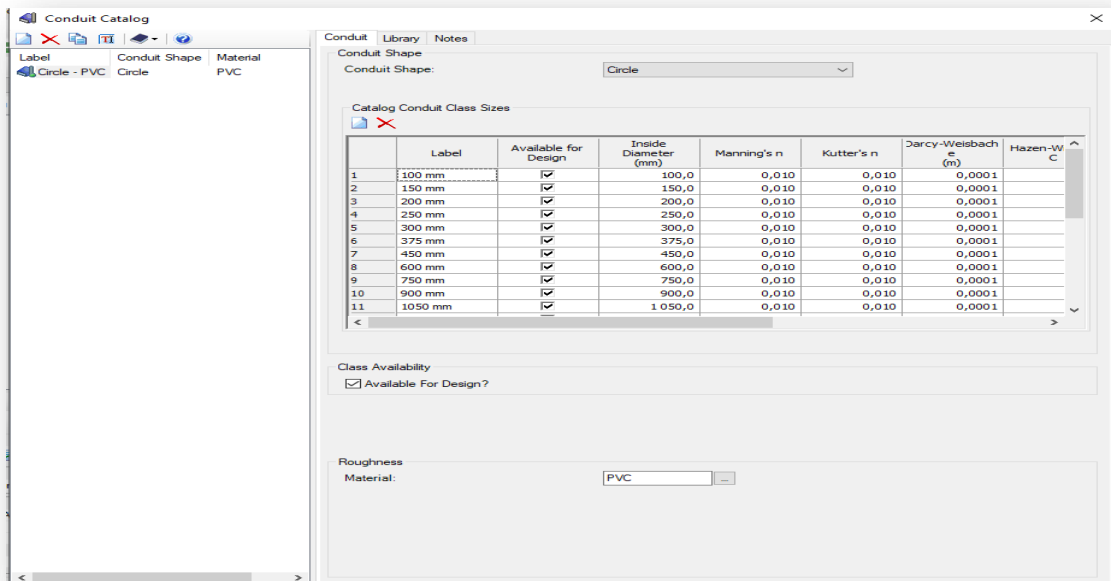 Conduit Catalog
Label Conduit Shape Material
Circle - PVC Circle PVC
Conduit Library Notes
Conduit Shape
Conduit Shape: Circle
Catalog Conduit Class Sizes
Label Available for Design Inside Diameter (mm) Manning's n Kutter's n Darcy-Weisbach e (m) Hazen-W C
1 100 mm 100,0 0,010 0,010 0,0001
2 150 mm 150,0 0,010 0,010 0,0001
3 200 mm 200,0 0,010 0,010 0,0001
4 250 mm 250,0 0,010 0,010 0,0001
5 300 mm 300,0 0,010 0,010 0,0001
6 375 mm 375,0 0,010 0,010 0,0001
7 450 mm 450,0 0,010 0,010 0,0001
8 600 mm 600,0 0,010 0,010 0,0001
9 750 mm 750,0 0,010 0,010 0,0001
10 900 mm 900,0 0,010 0,010 0,0001
11 1050 mm 1 050,0 0,010 0,010 0,0001
Class Availability
Available For Design?
Roughness
Material: PVC ...